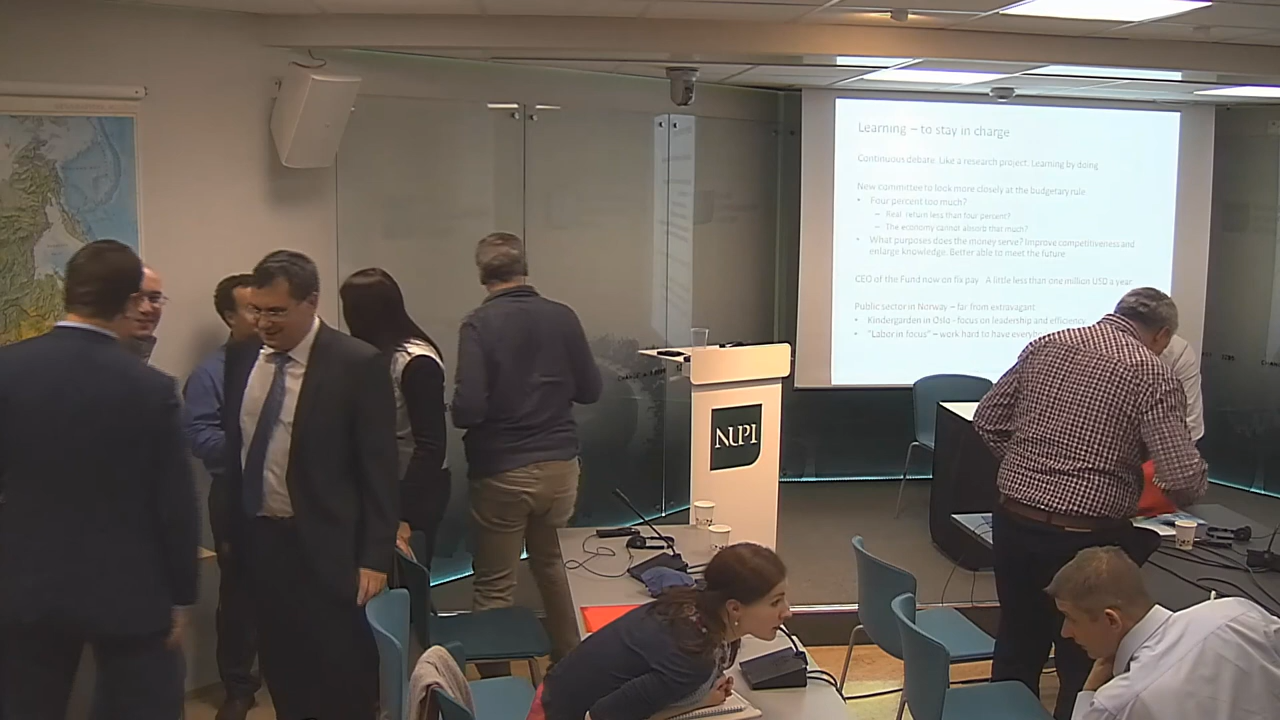 Learning – to stay in charge
Continuous debate. Like a research project. Learning by doing
New committee to look more closely at the budgetary rule.
• Four percent too much?
– Real return less than four percent?
– The economy cannot absorb that much?
• What purposes does the money serve? Improve competitiveness and
enlarge knowledge. Better able to meet the future
CEO of the Fund now on fix pay A little less than one million USD a year
Public sector in Norway – far from extravagant
• Kindergarden in Oslo - focus on leadership and efficiency
• "Labor in focus" – work hard to have
NUPI